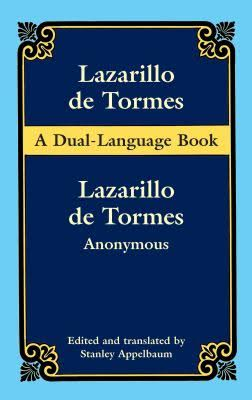 Lazarillo
de Tormes
A Dual-Language Book
Lazarillo
de Tormes
Anonymous
Edited and translated by
Stanley Appelbaum